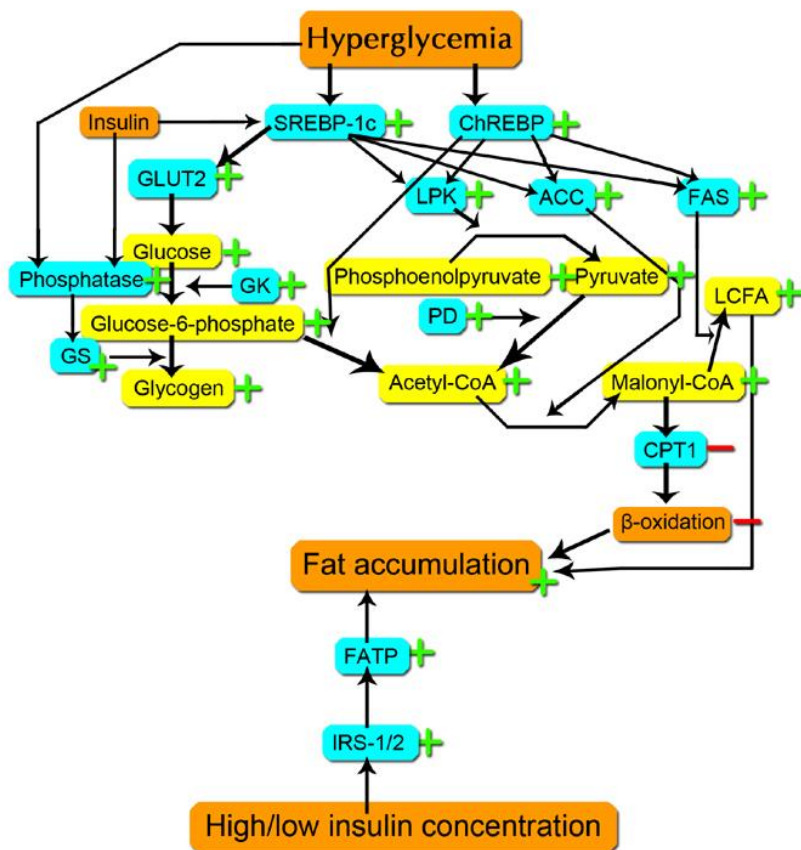 Hyperglycemia
Insulin
SREBP-1c
+
ChREBP
+
GLUT2
+
LPK
+
ACC
+
FAS
+
Glucose
+
Phosphatase
+
GK
+
Phosphoenolpyruvate
+
Pyruvate
+
LCFA
+
Glucose-6-phosphate
+
PD
+
GS
+
Glycogen
+
Acetyl-CoA
+
Malonyl-CoA
+
CPT1
−
β-oxidation
−
Fat accumulation
+
FATP
+
IRS-1/2
+
High/low insulin concentration